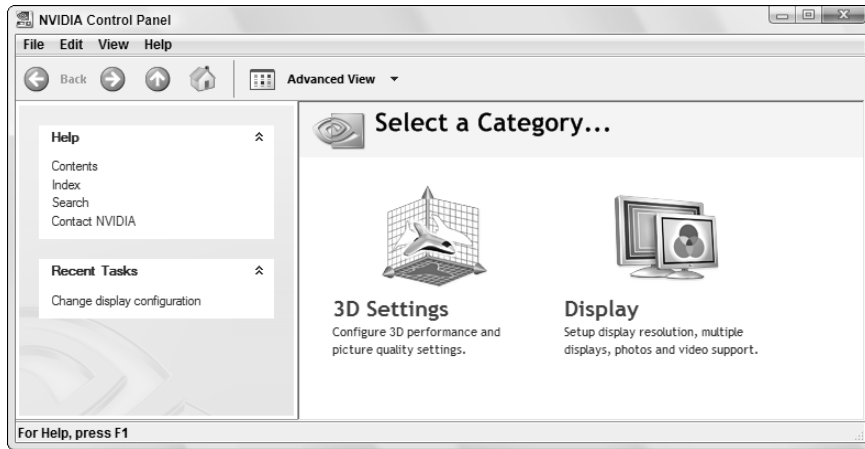 NVIDIA Control Panel
File Edit View Help
Back
Advanced View
Help
Contents
Index
Search
Contact NVIDIA
Recent Tasks
Change display configuration
Select a Category...
3D Settings
Configure 3D performance and
picture quality settings.
Display
Setup display resolution, multiple
displays, photos and video support.
For Help, press F1